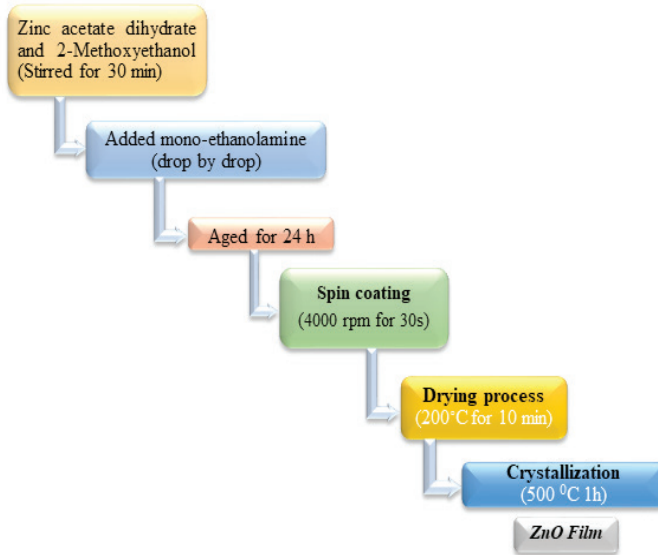 Zinc acetate dihydrate
and 2-Methoxyethanol
(Stirred for 30 min)
Added mono-ethanolamine
(drop by drop)
Aged for 24 h
Spin coating
(4000 rpm for 30s)
Drying process
(200°C for 10 min)
Crystallization
(500 ⁰C 1h)
ZnO Film